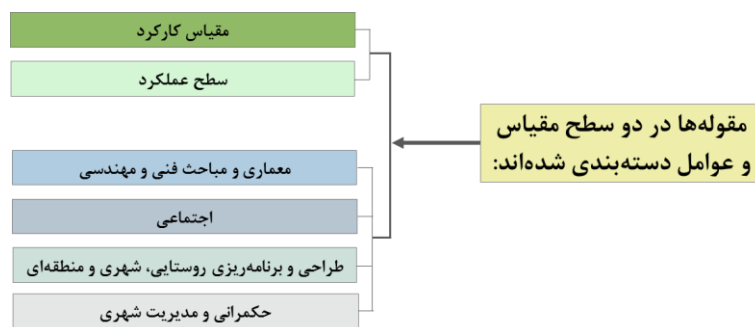 مقیاس کارکرد
سطح عملکرد
مقوله‌ها در دو سطح مقیاس
و عوامل دسته‌بندی شده‌اند:
معماری و مباحث فنی و مهندسی
اجتماعی
طراحی و برنامه‌ریزی روستایی، شهری و منطقه‌ای
حکمرانی و مدیریت شهری